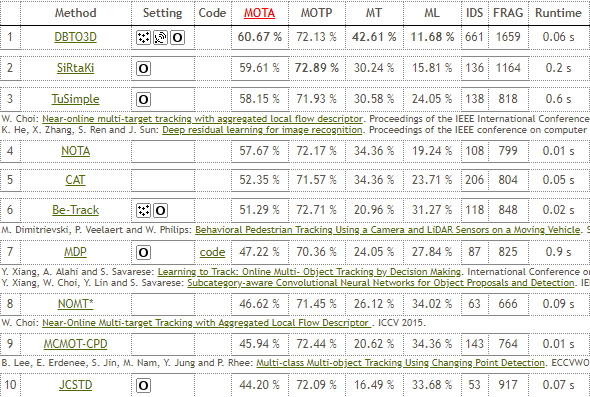 Method Setting Code MOTA MOTP MT ML IDS FRAG Runtime
1 DBTO3D 60.67 % 72.13 % 42.61 % 11.68 % 661 1659 0.06 s
2 SiRtaKi 59.61 % 72.89 % 30.24 % 15.81 % 136 1164 0.2 s
3 TuSimple 58.15 % 71.93 % 30.58 % 24.05 % 138 818 0.6 s
W. Choi: Near-online multi-target tracking with aggregated local flow descriptor. Proceedings of the IEEE International Conference
K. He, X. Zhang, S. Ren and J. Sun: Deep residual learning for image recognition. Proceedings of the IEEE conference on computer
4 NOTA 57.67 % 72.17 % 34.36 % 19.24 % 108 799 0.01 s
5 CAT 52.35 % 71.57 % 34.36 % 23.71 % 206 804 0.05 s
6 Be-Track 51.29 % 72.71 % 20.96 % 31.27 % 118 848 0.02 s
M. Dimitrievski, P. Veelaert and W. Philips: Behavioral Pedestrian Tracking Using a Camera and LiDAR Sensors on a Moving Vehicle. S
7 MDP code 47.22 % 70.36 % 24.05 % 27.84 % 87 825 0.9 s
Y. Xiang, A. Alahi and S. Savarese: Learning to Track: Online Multi- Object Tracking by Decision Making. International Conference o
Y. Xiang, W. Choi, Y. Lin and S. Savarese: Subcategory-aware Convolutional Neural Networks for Object Proposals and Detection. IE
8 NOMT* 46.62 % 71.45 % 26.12 % 34.02 % 63 666 0.09 s
W. Choi: Near-Online Multi-target Tracking with Aggregated Local Flow Descriptor . ICCV 2015.
9 MCMOT-CPD 45.94 % 72.44 % 20.62 % 34.36 % 143 764 0.01 s
B. Lee, E. Erdenee, S. Jin, M. Nam, Y. Jung and P. Rhee: Multi-class Multi-object Tracking Using Changing Point Detection. ECCVWO
10 JCSTD 44.20 % 72.09 % 16.49 % 33.68 % 53 917 0.07 s